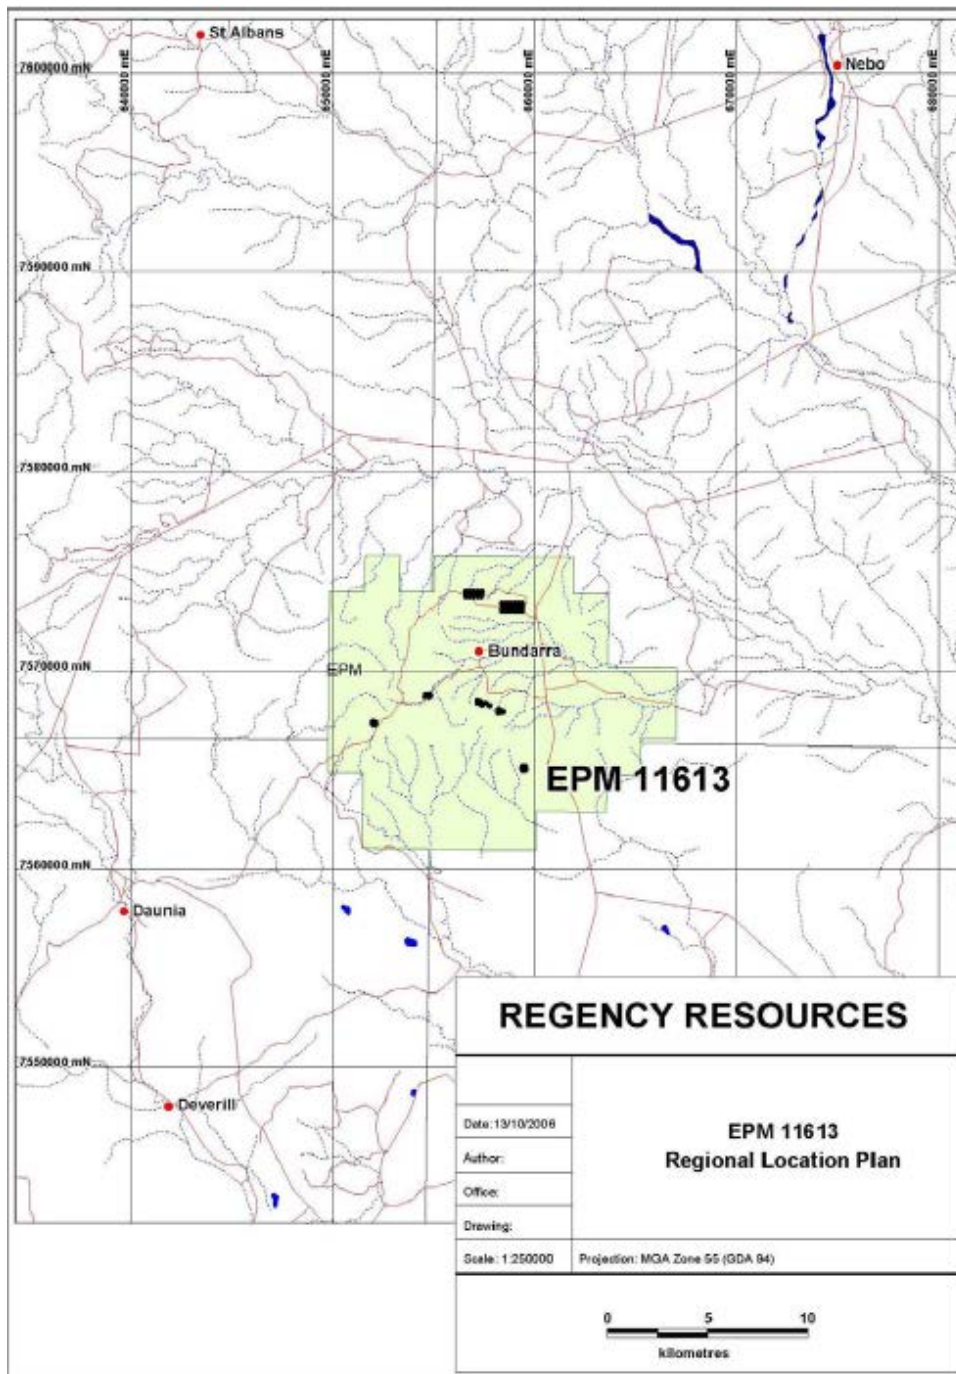 St Albans
640000 mE
650000 mE
660000 mE
670000 mE
680000 mE
7600000 mN
Nebo
7590000 mN
7580000 mN
Bundarra
7570000 mN
EPM
EPM 11613
7560000 mN
Daunia
REGENCY RESOURCES
7550000 mN
Deverill
Date: 13/10/2006
Author:
Office:
Drawing:
Scale: 1:250000
EPM 11613
Regional Location Plan
Projection: MGA Zone 55 (GDA 94)
0 5 10
kilometres